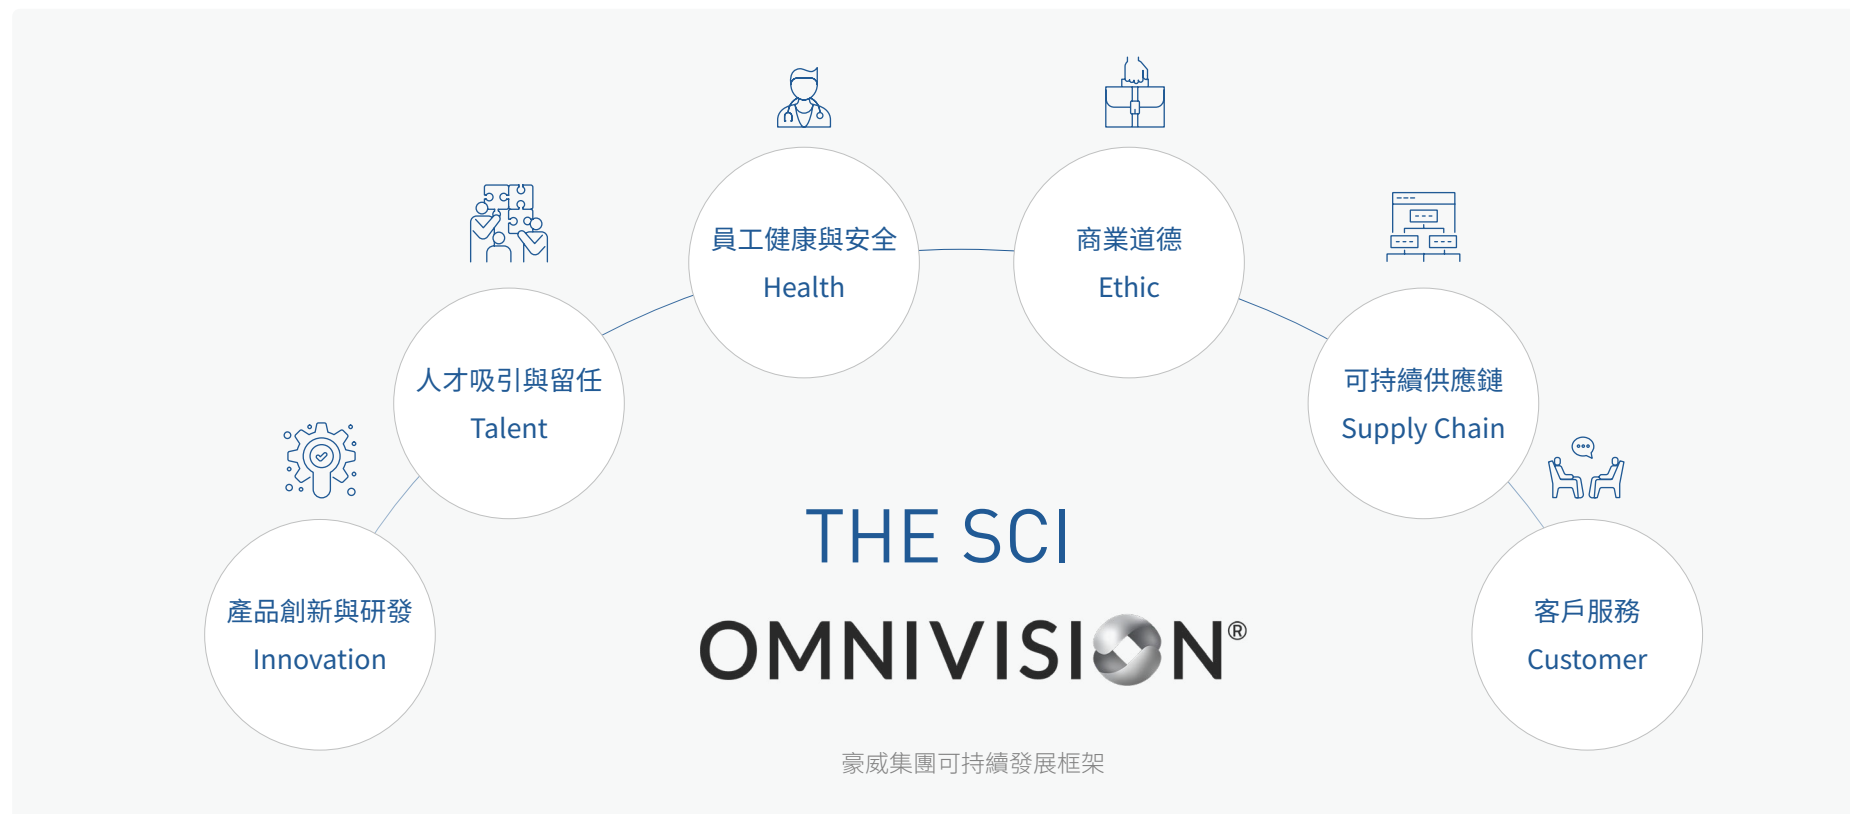 員工健康與安全
Health
商業道德
Ethic
人才吸引與留任
Talent
可持續供應鏈
Supply Chain
產品創新與研發
Innovation
客戶服務
Customer
THE SCI
OMNIVISION®
豪威集團可持續發展框架